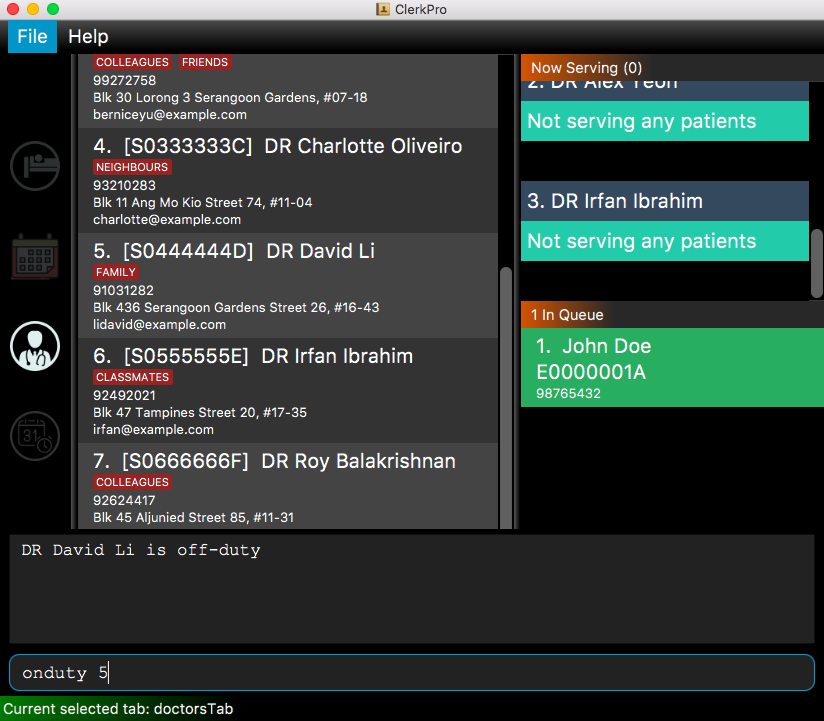 ClerkPro
File Help
COLLEAGUES FRIENDS
99272758
Blk 30 Lorong 3 Serangoon Gardens, #07-18
berniceyu@example.com
4. [S0333333C] DR Charlotte Oliveiro
NEIGHBOURS
93210283
Blk 11 Ang Mo Kio Street 74, #11-04
charlotte@example.com
5. [S0444444D] DR David Li
FAMILY
91031282
Blk 436 Serangoon Gardens Street 26, #16-43
lidavid@example.com
6. [S0555555E] DR Irfan Ibrahim
CLASSMATES
92492021
Blk 47 Tampines Street 20, #17-35
irfan@example.com
7. [S0666666F] DR Roy Balakrishnan
COLLEAGUES
92624417
Blk 45 Aljunied Street 85, #11-31
Now Serving (0)
2. DR Alex Yeoh
Not serving any patients
3. DR Irfan Ibrahim
Not serving any patients
1 In Queue
1. John Doe
E0000001A
98765432
31
DR David Li is off-duty
onduty 5
Current selected tab: doctorsTab